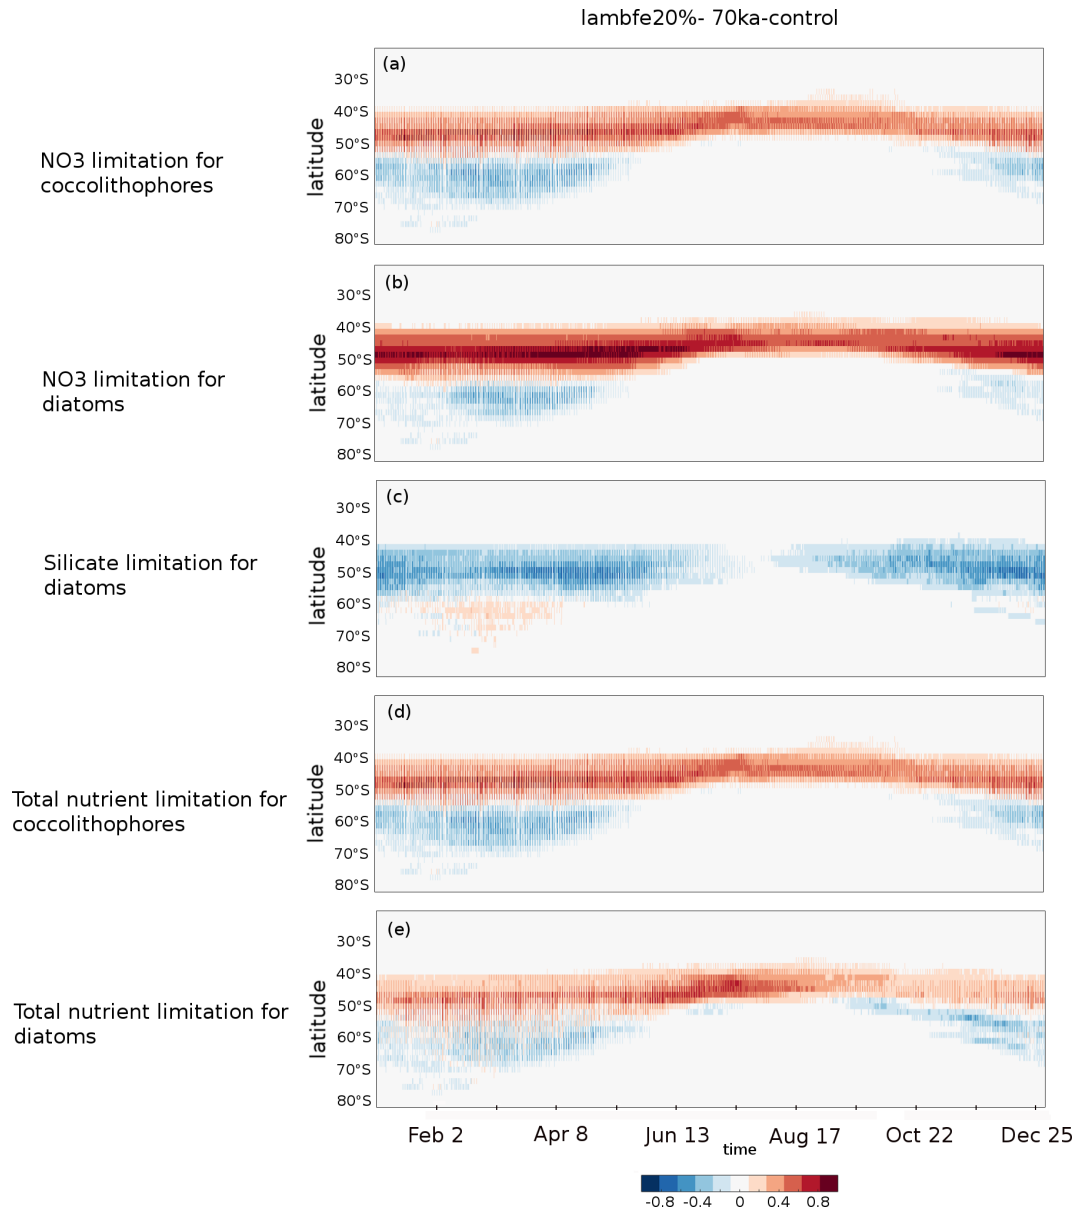 lambfe20%- 70ka-control
(a)
30°S
40°S
50°S
60°S
70°S
80°S
latitude
NO3 limitation for
coccolithophores
(b)
30°S
40°S
50°S
60°S
70°S
80°S
latitude
NO3 limitation for
diatoms
(c)
30°S
40°S
50°S
60°S
70°S
80°S
latitude
Silicate limitation for
diatoms
(d)
30°S
40°S
50°S
60°S
70°S
80°S
latitude
Total nutrient limitation for
coccolithophores
(e)
30°S
40°S
50°S
60°S
70°S
80°S
latitude
Total nutrient limitation for
diatoms
Feb 2 Apr 8 Jun 13 Aug 17 Oct 22 Dec 25
time
-0.8 -0.4 0 0.4 0.8